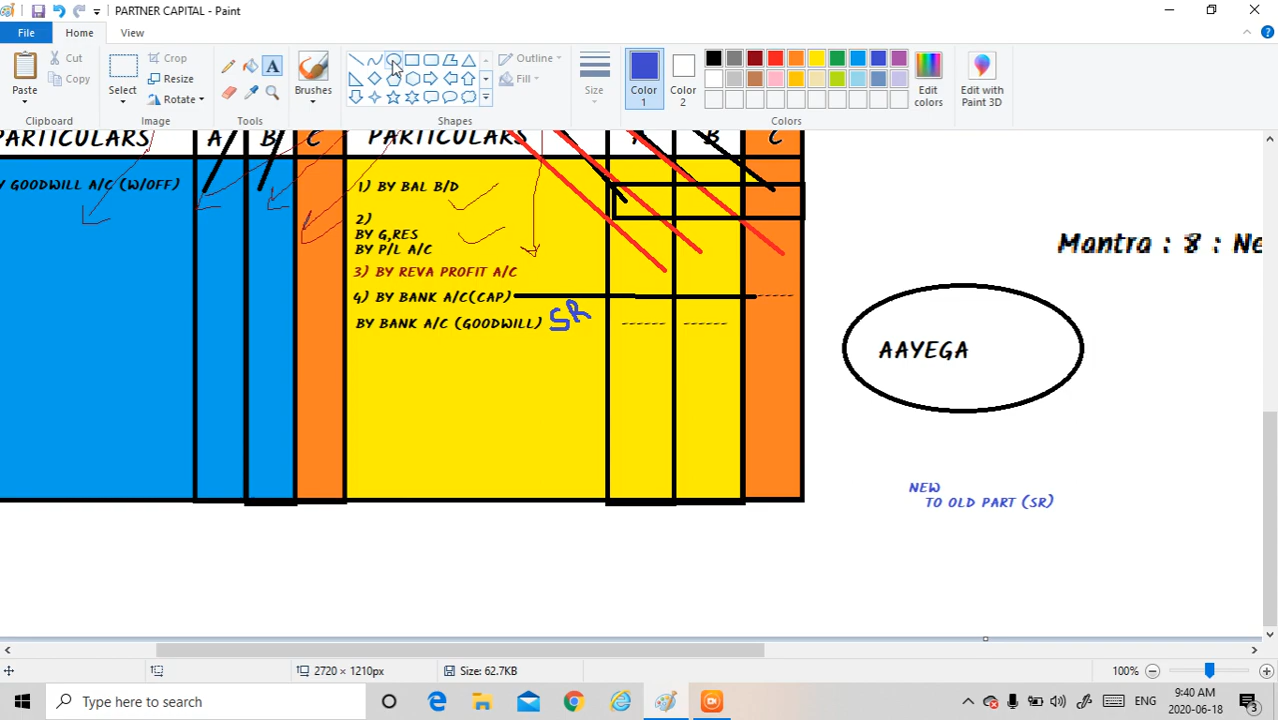 PARTNER CAPITAL - Paint
File
Home
View
Paste
Cut
Copy
Clipboard
Select
Crop
Resize
Rotate
Image
A
Tools
Brushes
Shapes
Outline
Fill
Size
Color
1
Color
2
Edit
colors
Edit with
Paint 3D
Colors
PARTICULARS
A
B
C
PARTICULARS
B
C
Y GOODWILL A/C (W/OFF)
1) BY BAL B/D
2)
BY G,RES
BY P/L A/C
3) BY REVA PROFIT A/C
4) BY BANK A/C(CAP)
BY BANK A/C (GOODWILL) SR
Mantra : 8 : Ne
AAYEGA
NEW
TO OLD PART (SR)
2720 × 1210px
Size: 62.7KB
100%
Type here to search
ENG
9:40 AM
2020-06-18
3